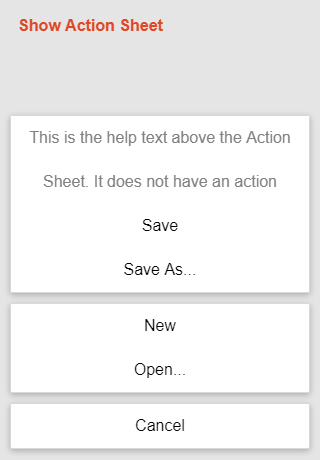 Show Action Sheet
This is the help text above the Action
Sheet. It does not have an action
Save
Save As...
New
Open...
Cancel